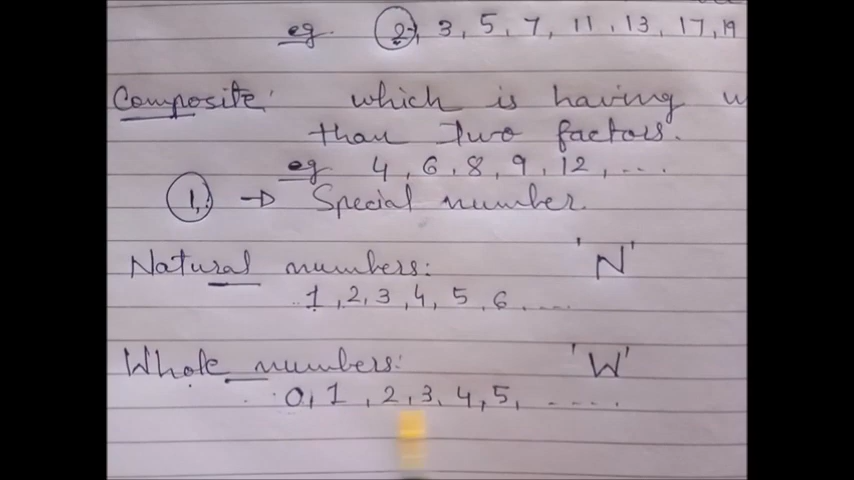 eg. 2, 3, 5, 7, 11, 13, 17, 19
Composite: which is having
than Two factors.
eg 4, 6, 8, 9, 12, ....
1, → Special number.
Natural numbers: 'N'
1, 2, 3, 4, 5, 6 ....
Whole numbers: 'W'
0, 1, 2, 3, 4, 5, ....